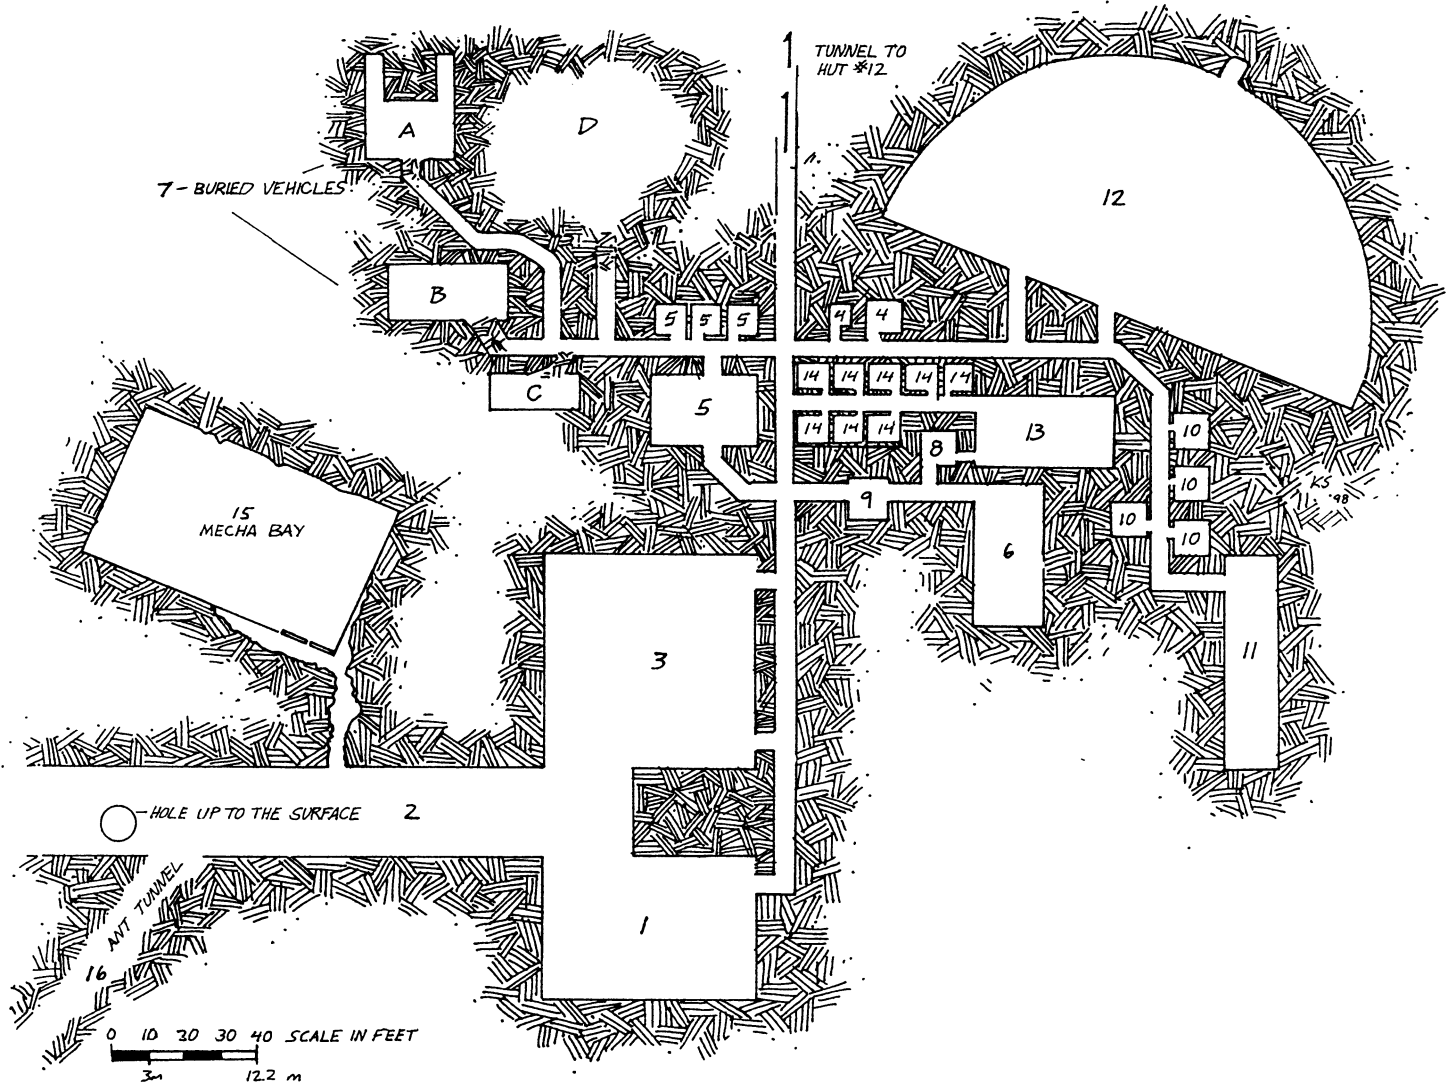 TUNNEL TO
HUT #12
A
D
7 - BURIED VEHICLES
12
B
5 5 5
4 4
C
14 14 14 14 14
5
14 14 14
13
8
10
10
KS
'98
9
10
10
6
15
MECHA BAY
3
11
HOLE UP TO THE SURFACE
2
ANT TUNNEL
1
16
0 10 20 30 40 SCALE IN FEET
3m 12.2 m